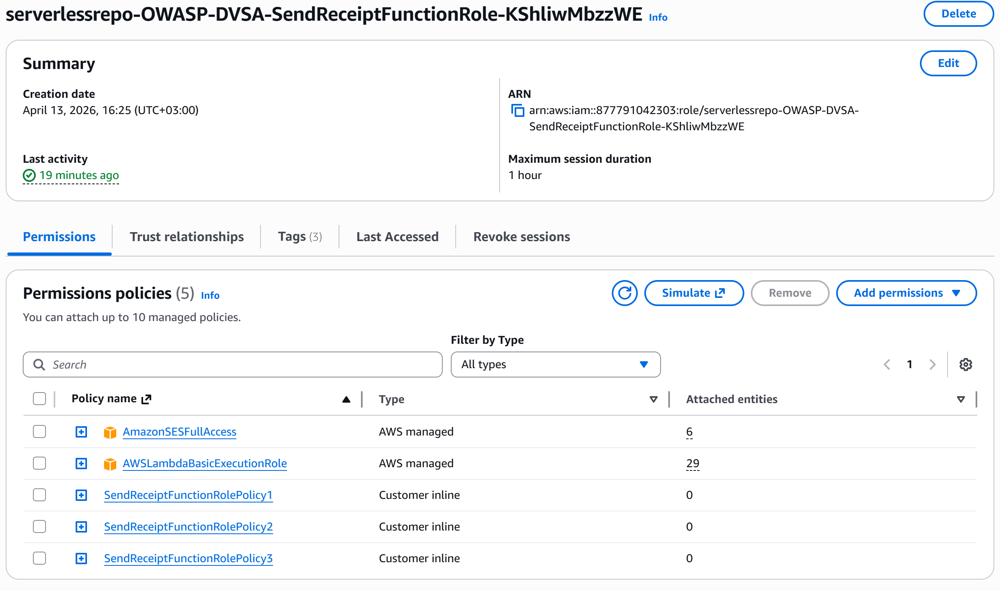 serverlessrepo-OWASP-DVSA-SendReceiptFunctionRole-KShliwMbzzWE Info
Delete
Summary
Edit
Creation date
April 13, 2026, 16:25 (UTC+03:00)
ARN
arn:aws:iam::877791042303:role/serverlessrepo-OWASP-DVSA-
SendReceiptFunctionRole-KShliwMbzzWE
Last activity
19 minutes ago
Maximum session duration
1 hour
Permissions
Trust relationships
Tags (3)
Last Accessed
Revoke sessions
Permissions policies (5) Info
Simulate
Remove
Add permissions
You can attach up to 10 managed policies.
Filter by Type
Search
All types
1
Policy name
Type
Attached entities
AmazonSESFullAccess AWS managed 6
AWSLambdaBasicExecutionRole AWS managed 29
SendReceiptFunctionRolePolicy1 Customer inline 0
SendReceiptFunctionRolePolicy2 Customer inline 0
SendReceiptFunctionRolePolicy3 Customer inline 0